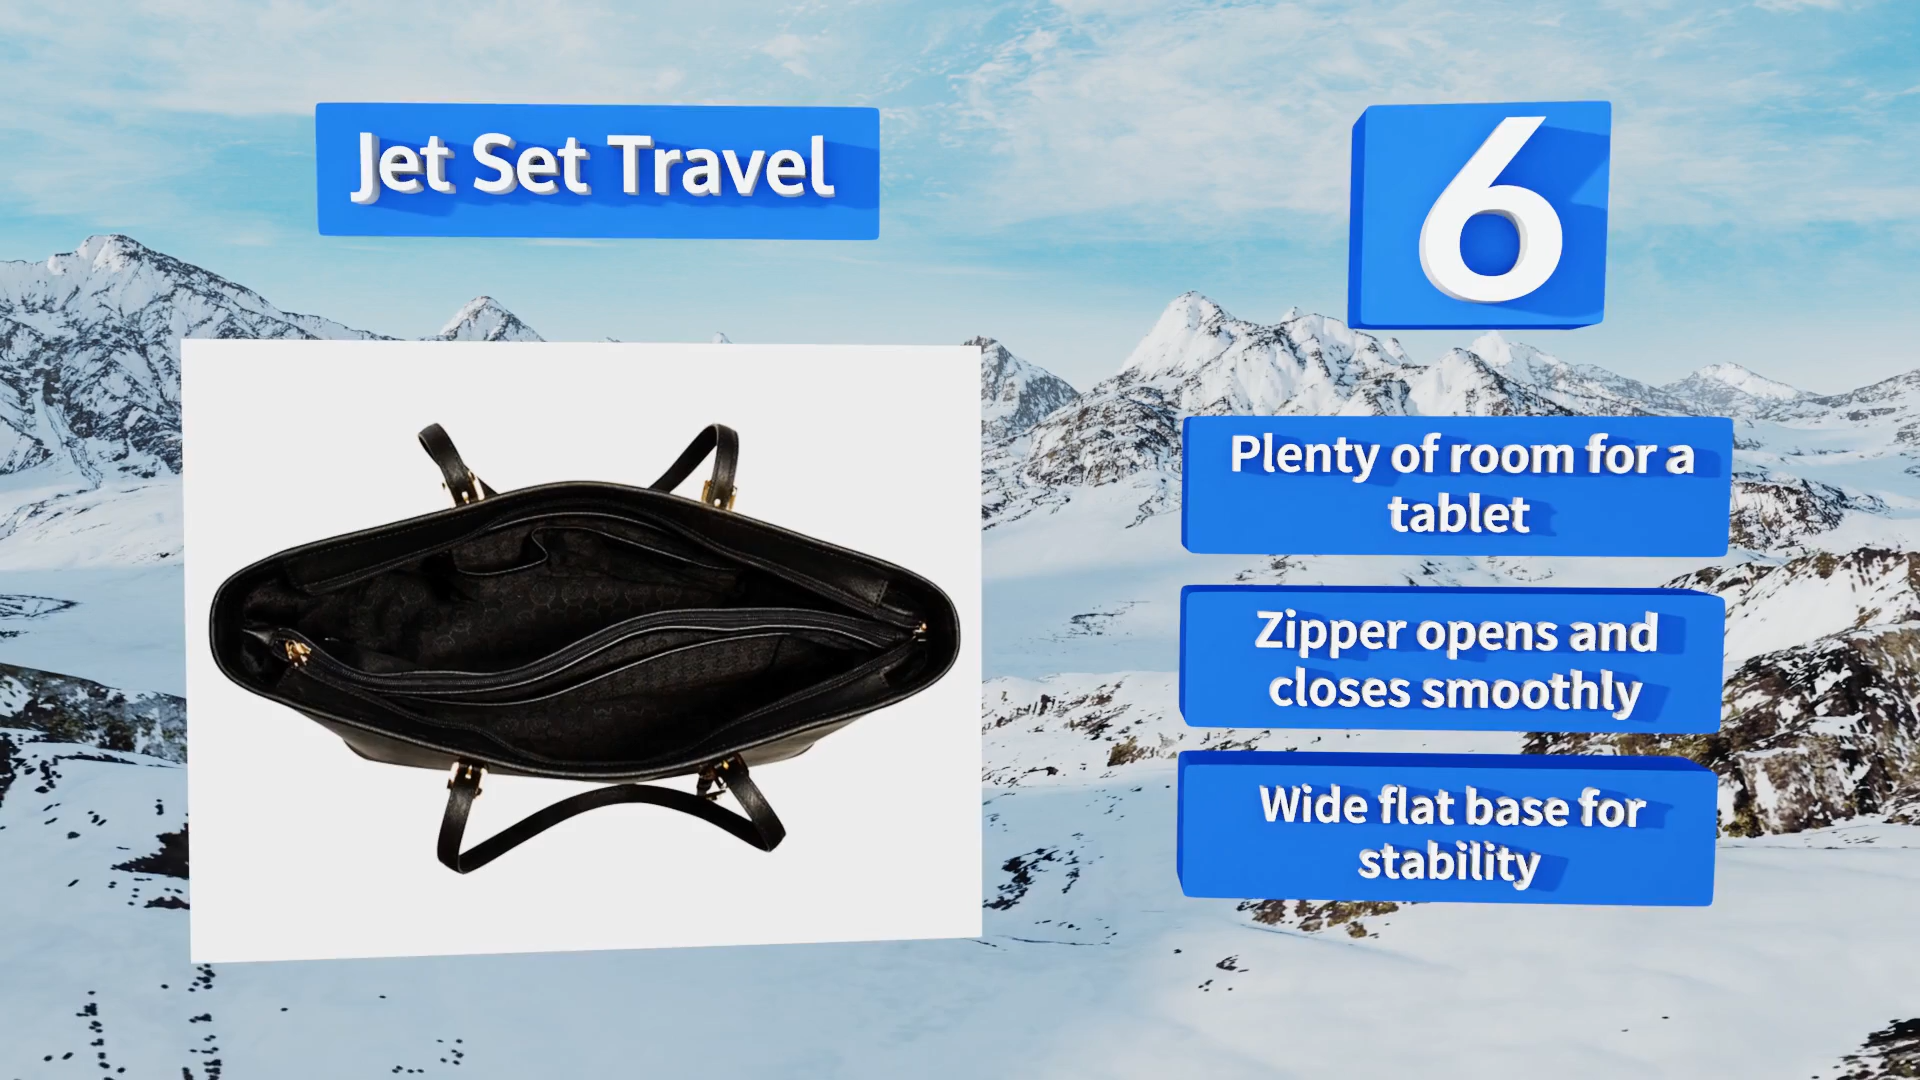 Jet Set Travel
6
Plenty of room for a
tablet
Zipper opens and
closes smoothly
Wide flat base for
stability